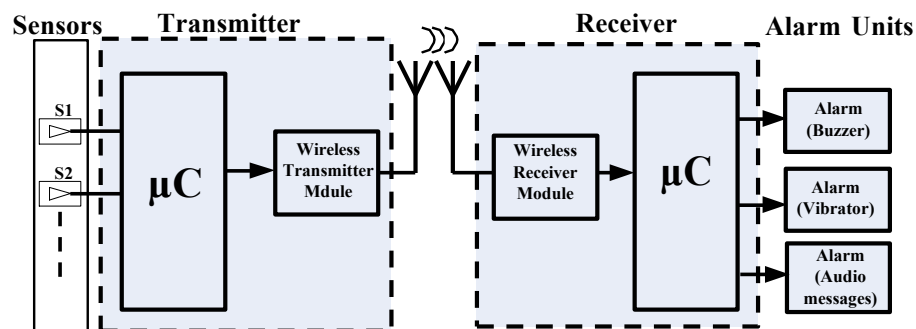 Sensors
Transmitter
Receiver
Alarm Units
S1
S2
μC
Wireless
Transmitter
Mdule
Wireless
Receiver
Module
μC
Alarm
(Buzzer)
Alarm
(Vibrator)
Alarm
(Audio
messages)